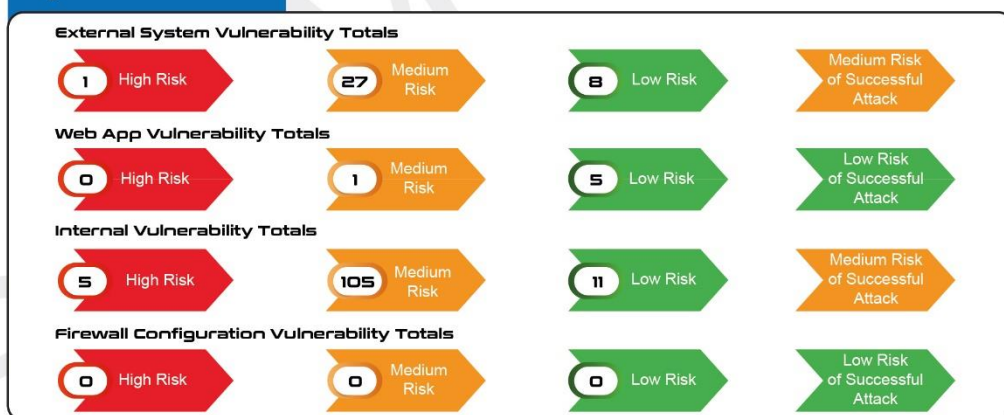 External System Vulnerability Totals
1 High Risk
27 Medium
Risk
8 Low Risk
Medium Risk
of Successful
Attack
Web App Vulnerability Totals
0 High Risk
1 Medium
Risk
5 Low Risk
Low Risk
of Successful
Attack
Internal Vulnerability Totals
5 High Risk
105 Medium
Risk
11 Low Risk
Medium Risk
of Successful
Attack
Firewall Configuration Vulnerability Totals
0 High Risk
0 Medium
Risk
0 Low Risk
Low Risk
of Successful
Attack